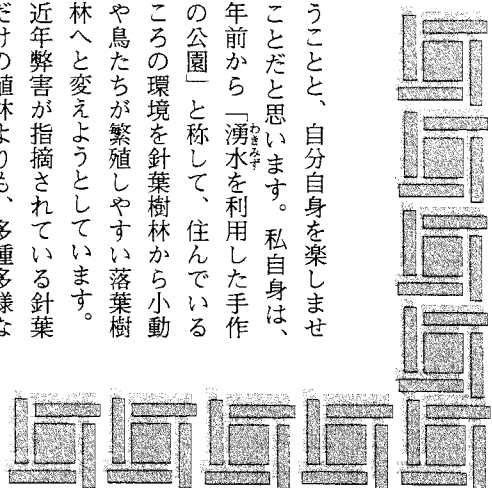 うことと、自分自身を楽しませ
ことだと思います。私自身は、
年前から「湧水を利用した手作
の公園」と称して、住んでいる
ころの環境を針葉樹林から小動
や鳥たちが繁殖しやすい落葉樹
林へと変えようとしています。
近年弊害が指摘されている針葉
だけの植林よりも、多種多様な